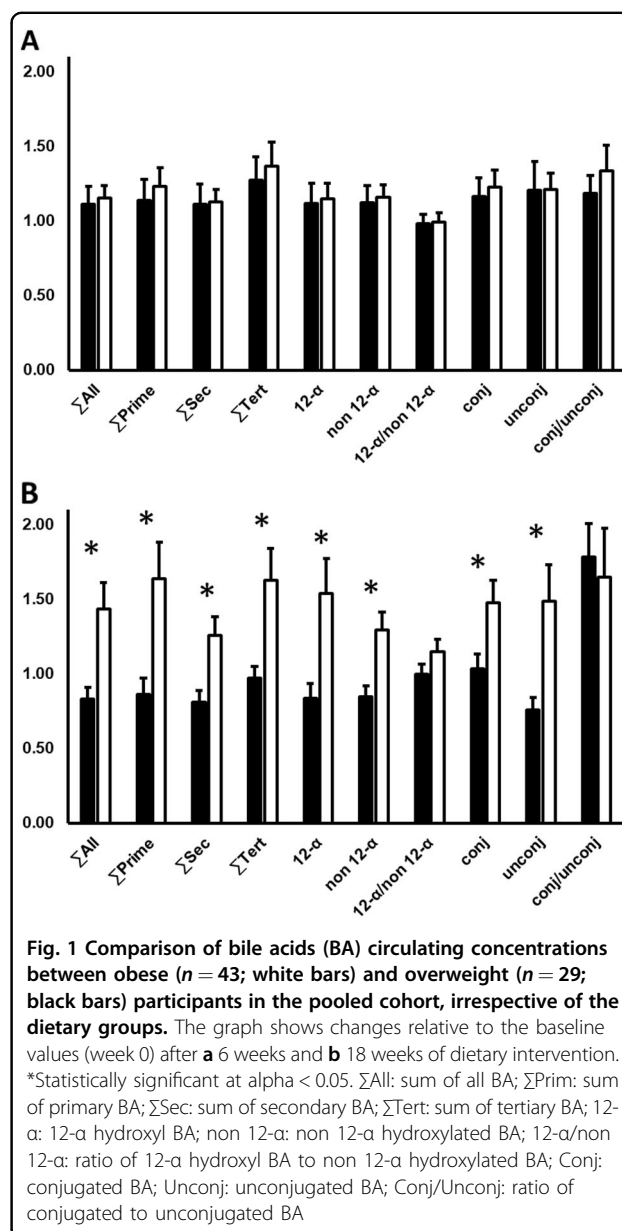 A
2.00
1.50
1.00
0.50
0.00
∑All ∑Prime ∑Sec ∑Tert 12-α non 12-α 12-α/non 12-α conj unconj conj/unconj
B
2.00
* * * * * * * *
1.50
1.00
0.50
0.00
∑All ∑Prime ∑Sec ∑Tert 12-α non 12-α 12-α/non 12-α conj unconj conj/unconj
Fig. 1 Comparison of bile acids (BA) circulating concentrations
between obese (n = 43; white bars) and overweight (n = 29;
black bars) participants in the pooled cohort, irrespective of the
dietary groups. The graph shows changes relative to the baseline
values (week 0) after a 6 weeks and b 18 weeks of dietary intervention.
*Statistically significant at alpha < 0.05. ∑All: sum of all BA; ∑Prim: sum
of primary BA; ∑Sec: sum of secondary BA; ∑Tert: sum of tertiary BA; 12-
α: 12-α hydroxyl BA; non 12-α: non 12-α hydroxylated BA; 12-α/non
12-α: ratio of 12-α hydroxyl BA to non 12-α hydroxylated BA; Conj:
conjugated BA; Unconj: unconjugated BA; Conj/Unconj: ratio of
conjugated to unconjugated BA